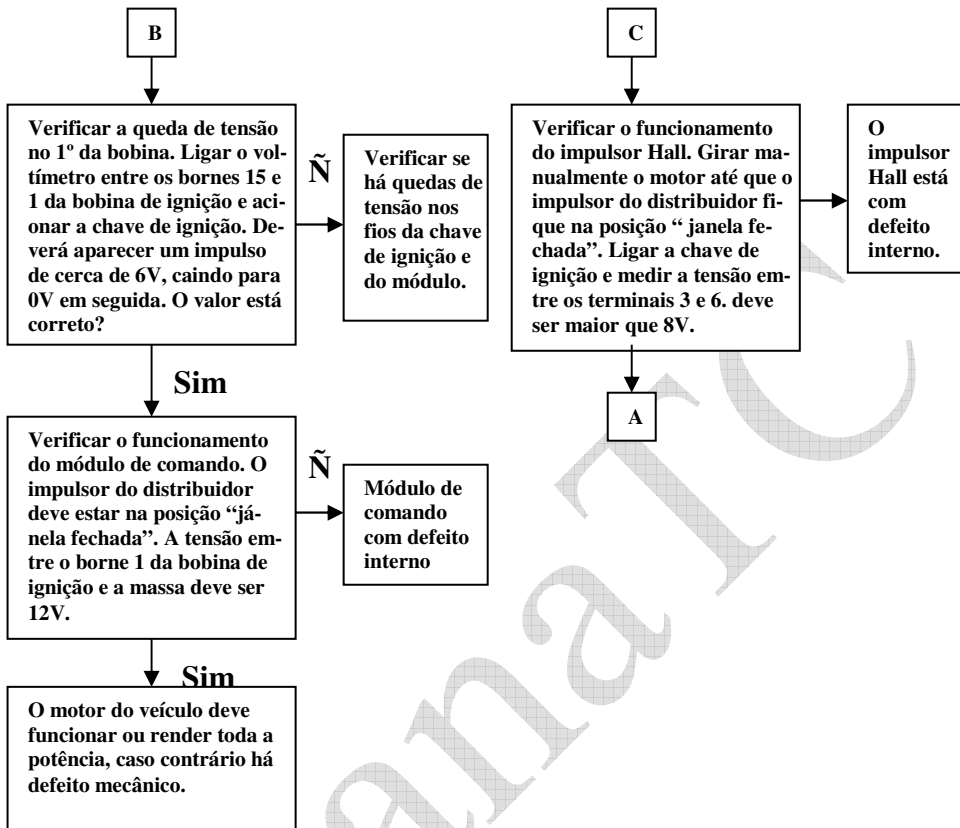 B
Verificar a queda de tensão
no 1º da bobina. Ligar o vol-
tímetro entre os bornes 15 e
1 da bobina de ignição e aci-
onar a chave de ignição. De-
verá aparecer um impulso
de cerca de 6V, caindo para
0V em seguida. O valor está
correto?
Ñ
Verificar se
há quedas de
tensão nos
fios da chave
de ignição e
do módulo.
Sim
Verificar o funcionamento
do módulo de comando. O
impulsor do distribuidor
deve estar na posição “já-
nela fechada”. A tensão em-
tre o borne 1 da bobina de
ignição e a massa deve ser
12V.
Ñ
Módulo de
comando
com defeito
interno
Sim
O motor do veículo deve
funcionar ou render toda a
potência, caso contrário há
defeito mecânico.
C
Verificar o funcionamento
do impulsor Hall. Girar ma-
nualmente o motor até que o
impulsor do distribuidor fi-
que na posição “ janela fe-
chada”. Ligar a chave de
ignição e medir a tensão em-
tre os terminais 3 e 6. deve
ser maior que 8V.
O
impulsor
Hall está
com
defeito
interno.
A
anaTC